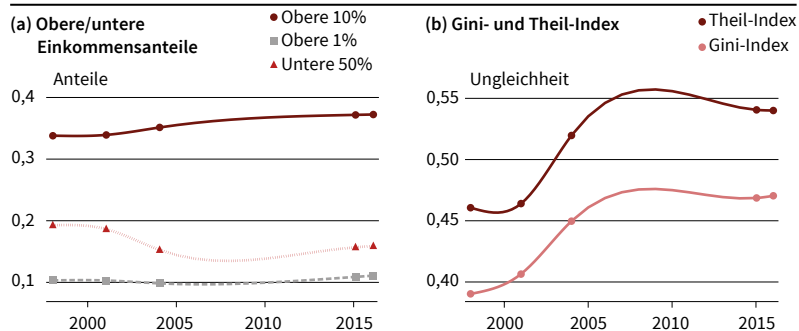 (a) Obere/untere
Einkommensanteile
Obere 10%
Obere 1%
Untere 50%
Anteile
0,4
0,3
0,2
0,1
2000
2005
2010
2015
(b) Gini- und Theil-Index
Theil-Index
Gini-Index
Ungleichheit
0,55
0,50
0,45
0,40
2000
2005
2010
2015